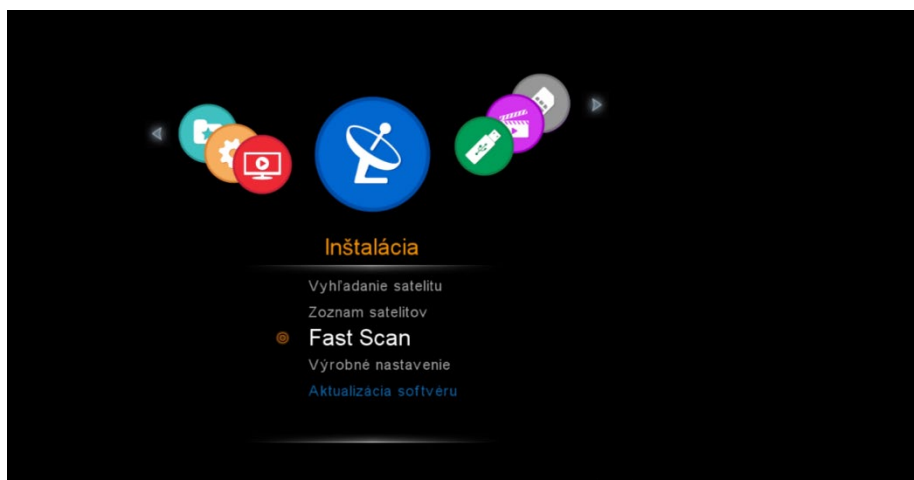 Inštalácia
Vyhľadanie satelitu
Zoznam satelitov
Fast Scan
Výrobné nastavenie
Aktualizácia softvéru